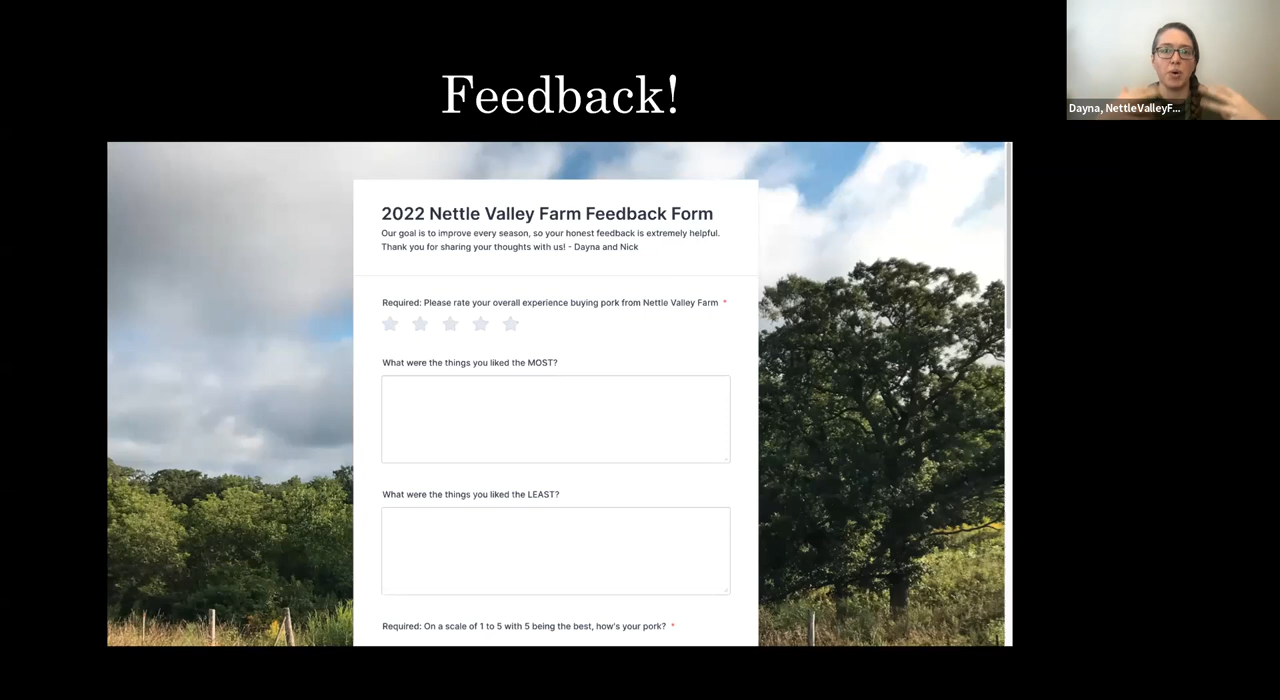 Feedback!
Dayna, NettleValleyF...
2022 Nettle Valley Farm Feedback Form
Our goal is to improve every season, so your honest feedback is extremely helpful.
Thank you for sharing your thoughts with us! - Dayna and Nick
Required: Please rate your overall experience buying pork from Nettle Valley Farm *
What were the things you liked the MOST?
What were the things you liked the LEAST?
Required: On a scale of 1 to 5 with 5 being the best, how's your pork? *